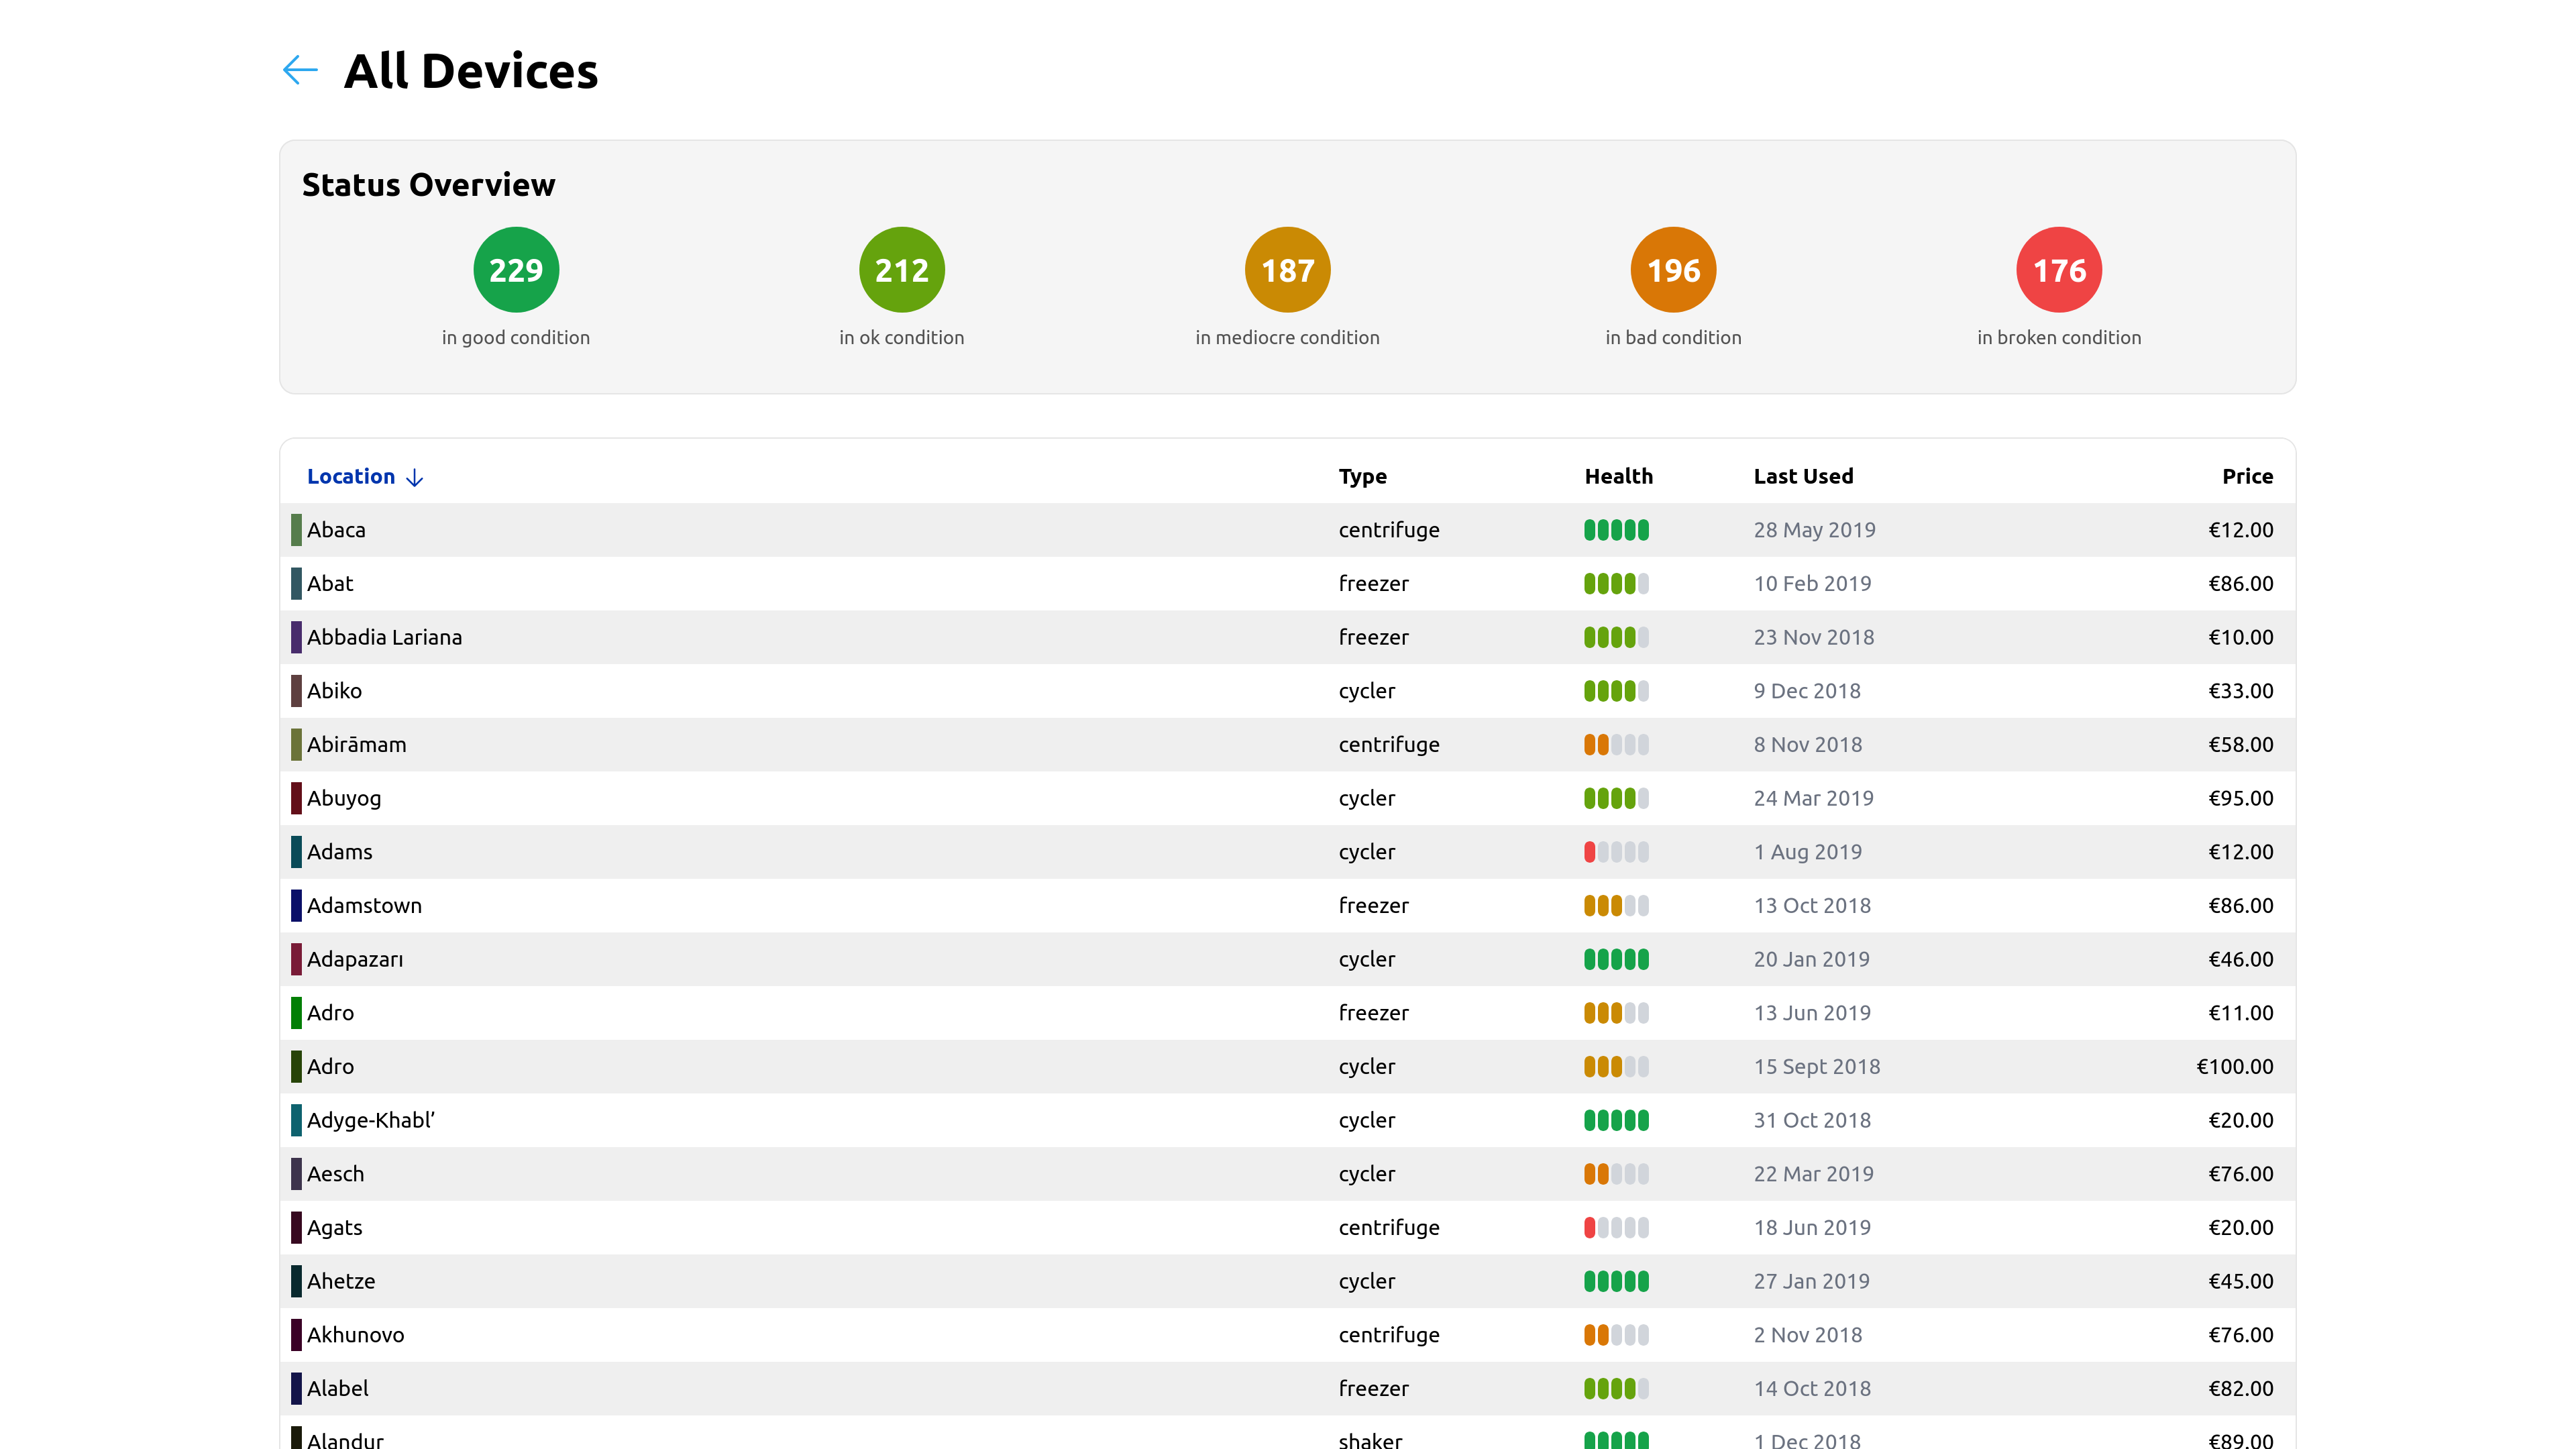 All Devices
Status Overview
229 212 187 196 176
in good condition in ok condition in mediocre condition in bad condition in broken condition
Location Type Health Last Used Price
Abaca centrifuge 28 May 2019 €12.00
Abat freezer 10 Feb 2019 €86.00
Abbadia Lariana freezer 23 Nov 2018 €10.00
Abiko cycler 9 Dec 2018 €33.00
Abirāmam centrifuge 8 Nov 2018 €58.00
Abuyog cycler 24 Mar 2019 €95.00
Adams cycler 1 Aug 2019 €12.00
Adamstown freezer 13 Oct 2018 €86.00
Adapazarı cycler 20 Jan 2019 €46.00
Adro freezer 13 Jun 2019 €11.00
Adro cycler 15 Sept 2018 €100.00
Adyge-Khabl’ cycler 31 Oct 2018 €20.00
Aesch cycler 22 Mar 2019 €76.00
Agats centrifuge 18 Jun 2019 €20.00
Ahetze cycler 27 Jan 2019 €45.00
Akhunovo centrifuge 2 Nov 2018 €76.00
Alabel freezer 14 Oct 2018 €82.00
Alandur shaker 1 Dec 2018 €89.00